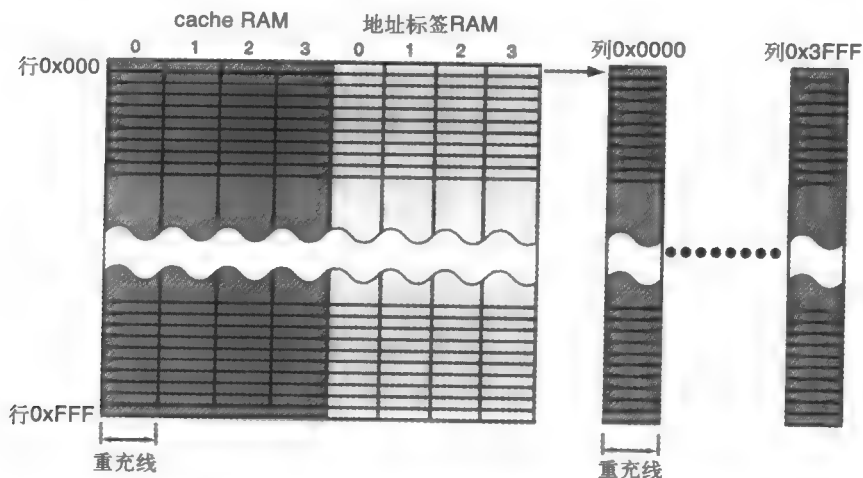 cache RAM 地址标签RAM
0 1 2 3 0 1 2 3
列0x0000 列0x3FFF
行0x000
行0xFFF
重充线 重充线